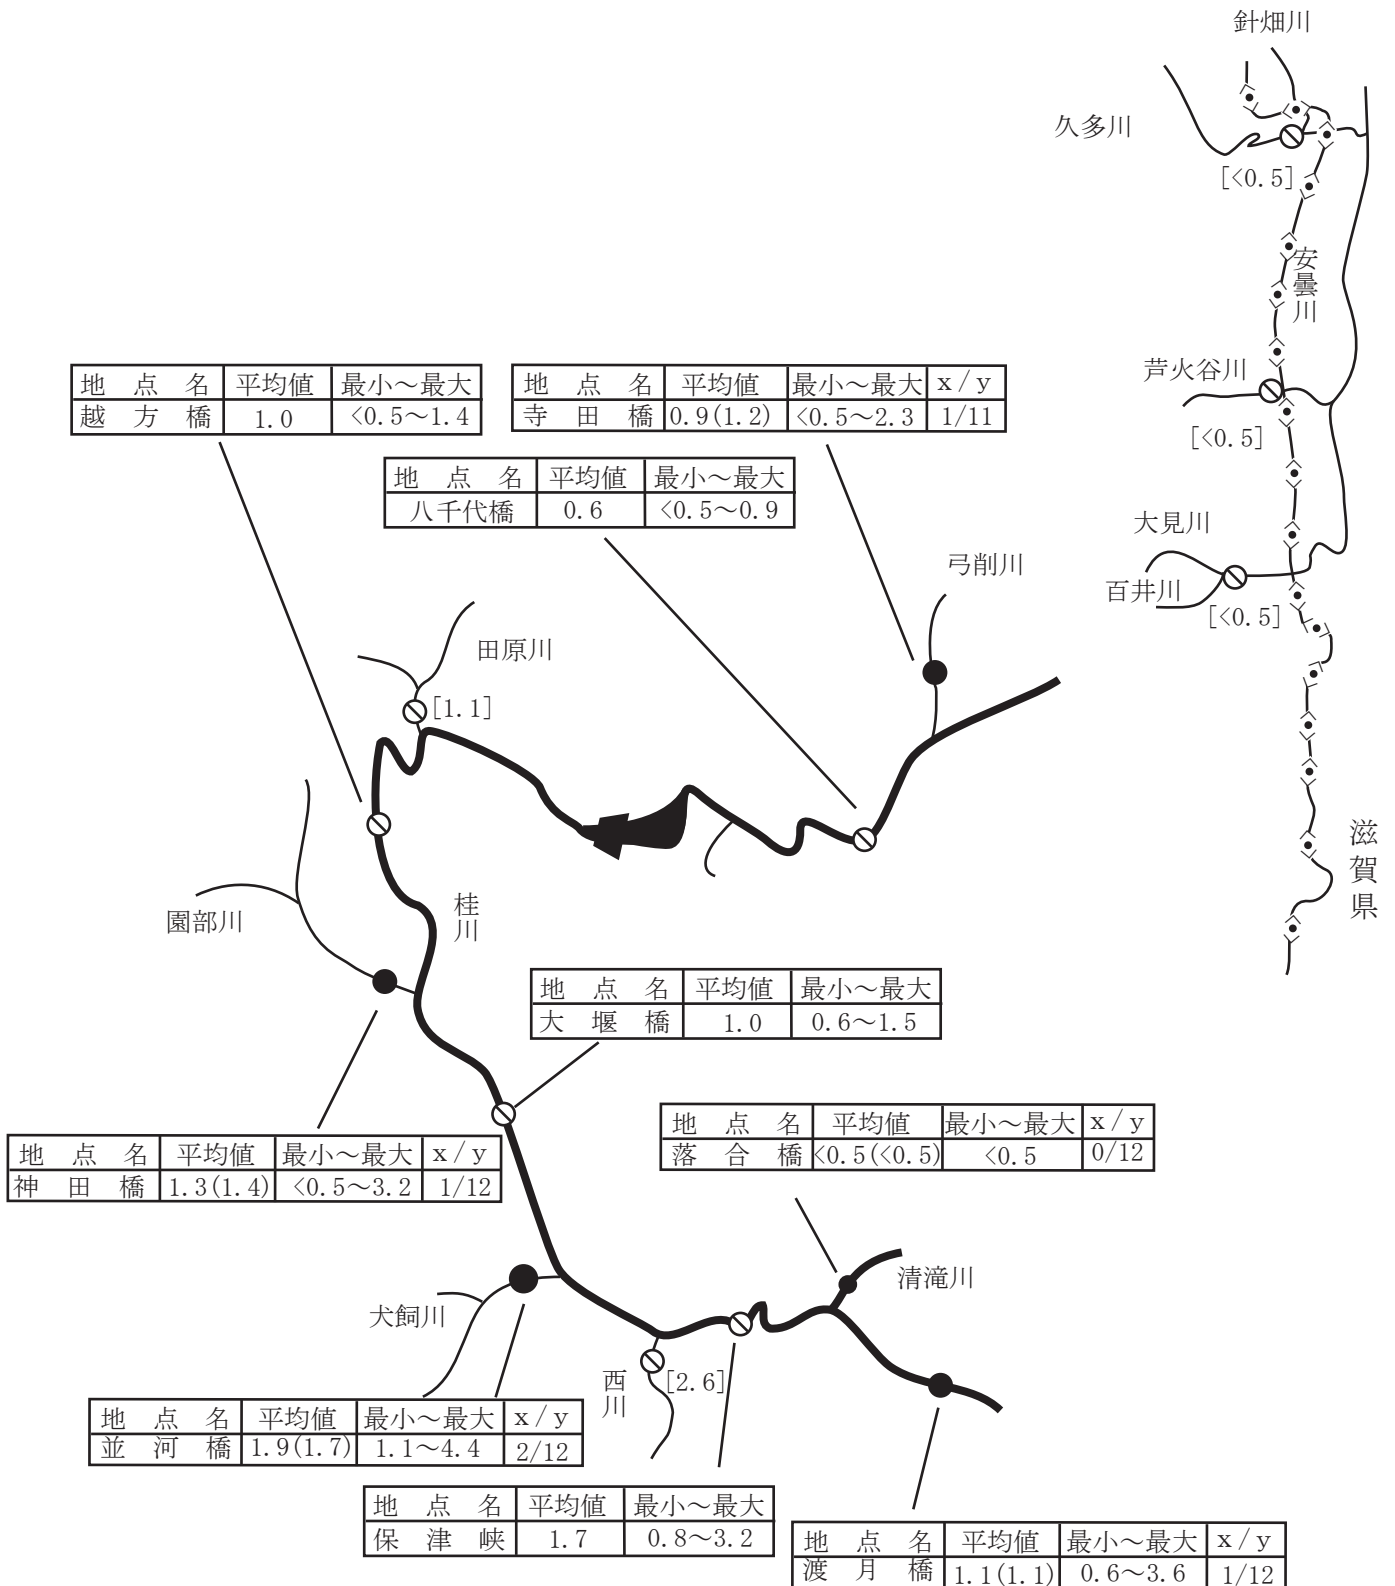 針畑川
久多川
[<0.5]
安曇川
芦火谷川
[<0.5]
地点名 平均値 最小～最大
越方橋 1.0 <0.5～1.4
地点名 平均値 最小～最大 x/y
寺田橋 0.9(1.2) <0.5～2.3 1/11
地点名 平均値 最小～最大
八千代橋 0.6 <0.5～0.9
大見川
百井川
[<0.5]
弓削川
田原川
[1.1]
滋賀県
園部川
桂川
地点名 平均値 最小～最大
大堰橋 1.0 0.6～1.5
地点名 平均値 最小～最大 x/y
落合橋 <0.5(<0.5) <0.5 0/12
地点名 平均値 最小～最大 x/y
神田橋 1.3(1.4) <0.5～3.2 1/12
清滝川
犬飼川
西川
[2.6]
地点名 平均値 最小～最大 x/y
並河橋 1.9(1.7) 1.1～4.4 2/12
地点名 平均値 最小～最大
保津峡 1.7 0.8～3.2
地点名 平均値 最小～最大 x/y
渡月橋 1.1(1.1) 0.6～3.6 1/12